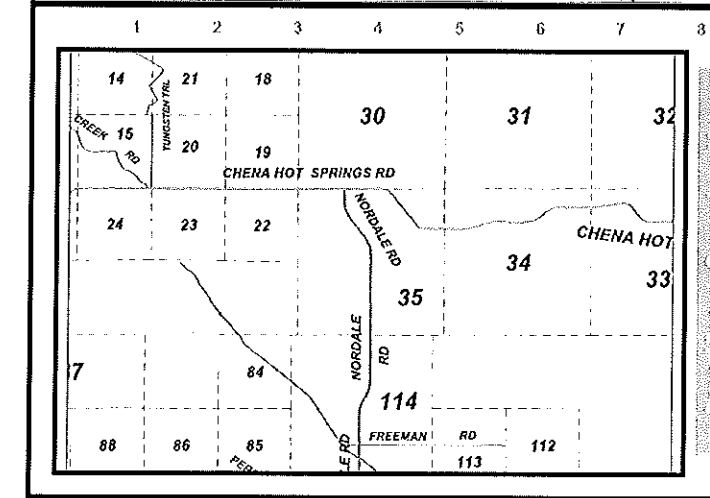 1 2 3 4 5 6 7 8
14 21 18
TUNGSTEN TRL
30 31 32
CREEK RD
15
20 19
CHENA HOT SPRINGS RD
24 23 22
NORDALE RD
CHENA HOT
34
33
35
NORDALE RD
84
114
88 86 85
FREEMAN RD
112
113
LE RD